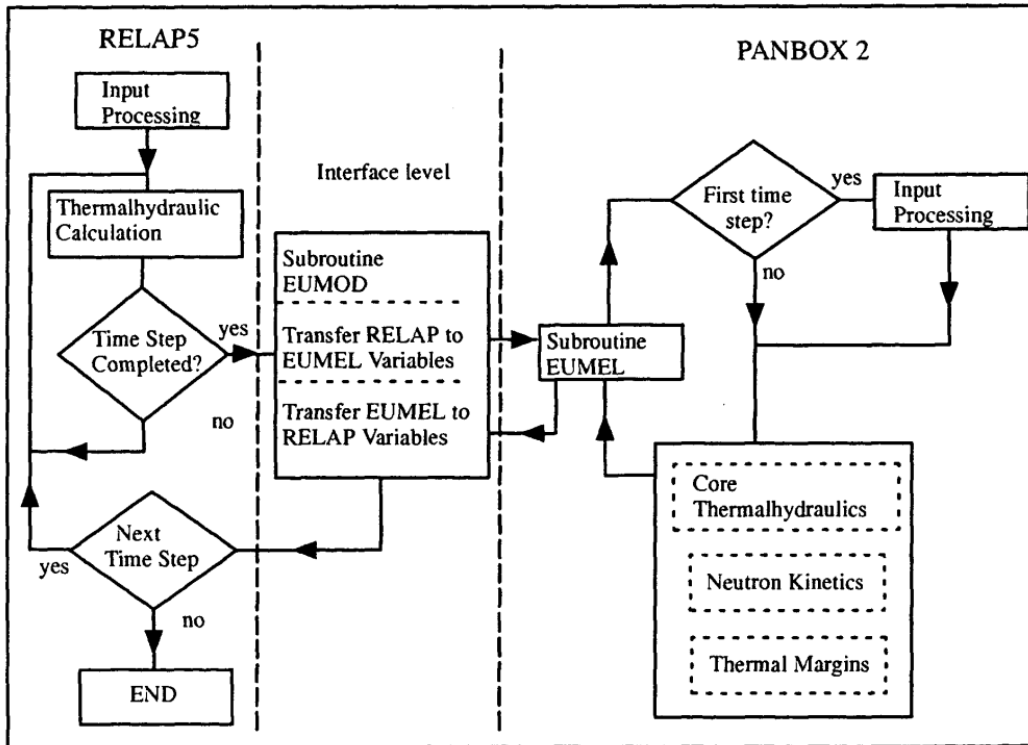 RELAP5
Input
Processing
Thermalhydraulic
Calculation
Time Step
Completed?
yes
no
Next
Time Step
yes
no
END
Interface level
Subroutine
EUMOD
Transfer RELAP to
EUMEL Variables
Transfer EUMEL to
RELAP Variables
PANBOX 2
First time
step?
yes
Input
Processing
no
Subroutine
EUMEL
Core
Thermalhydraulics
Neutron Kinetics
Thermal Margins